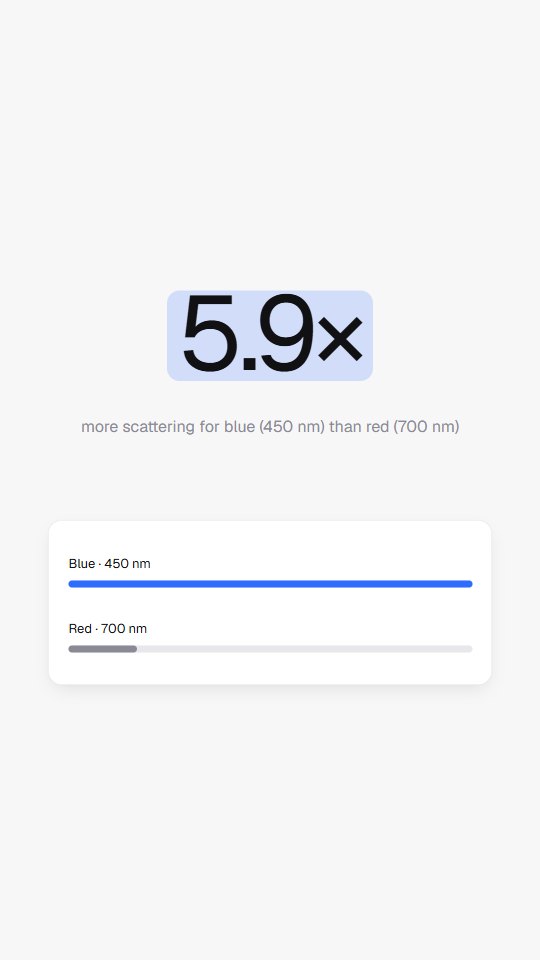 5.9×
more scattering for blue (450 nm) than red (700 nm)
Blue · 450 nm
Red · 700 nm